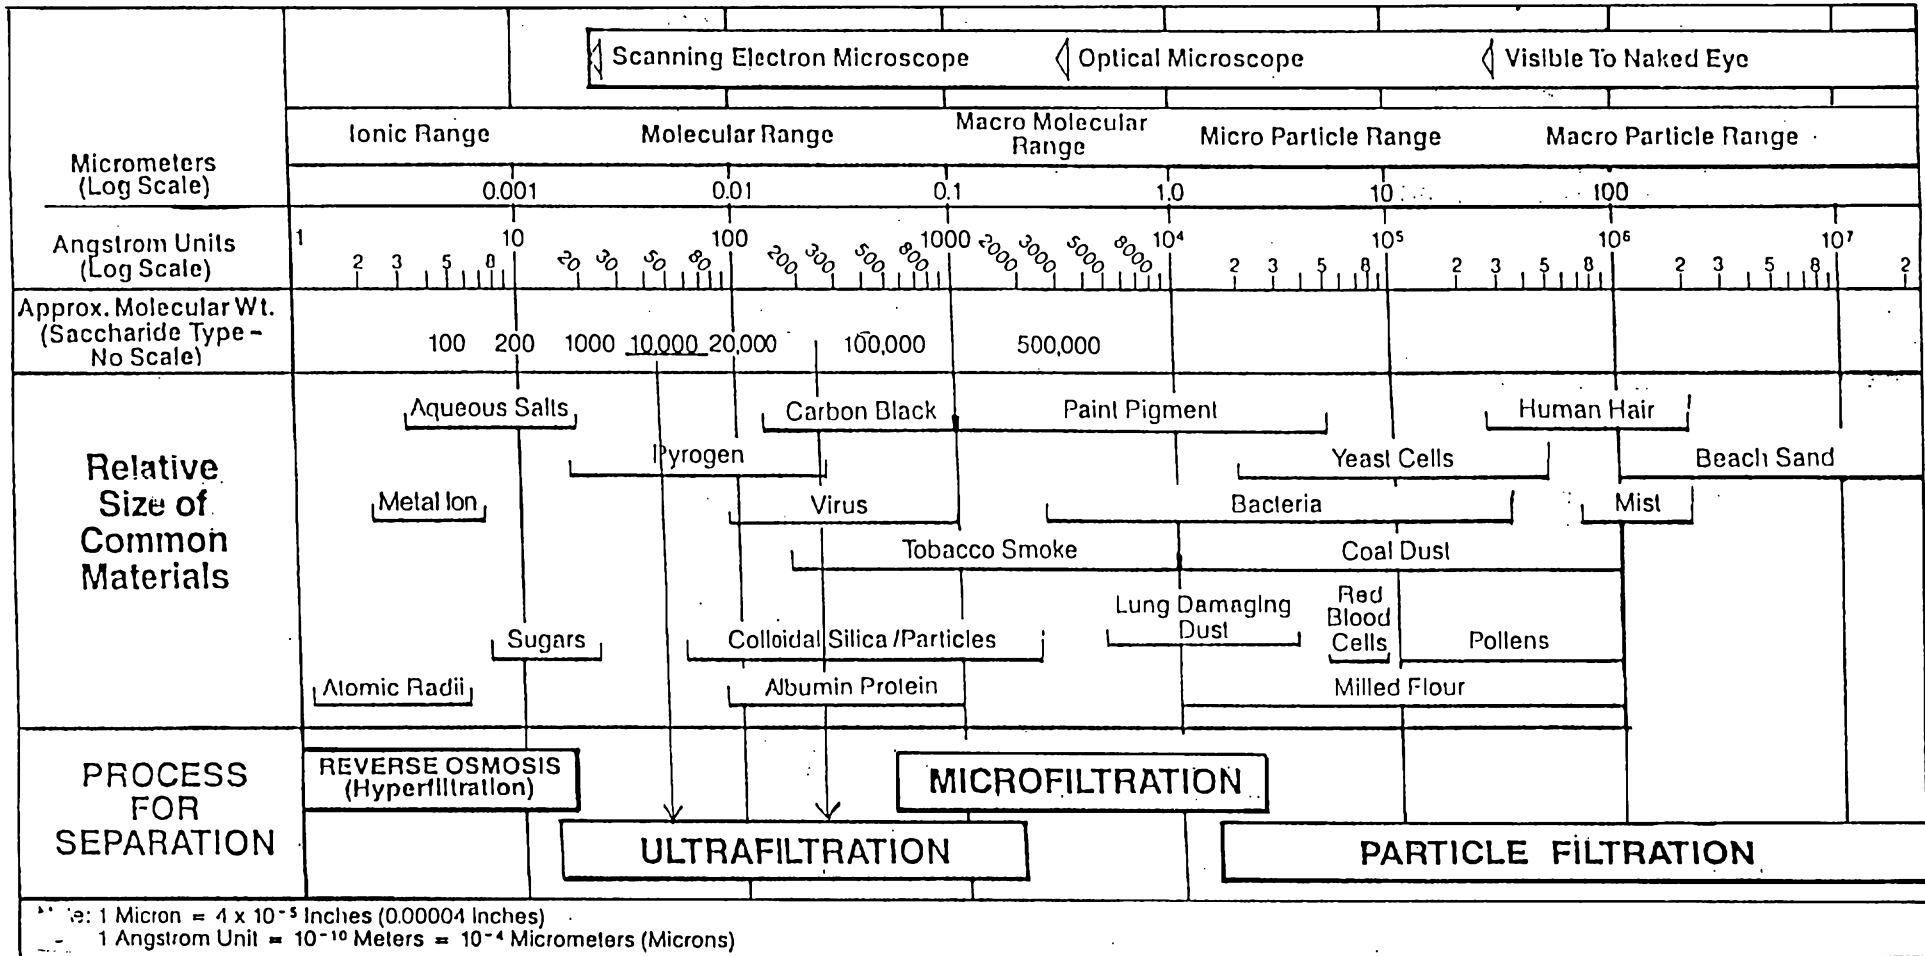 Scanning Electron Microscope
Optical Microscope
Visible To Naked Eye
Ionic Range
Molecular Range
Macro Molecular
Range
Micro Particle Range
Macro Particle Range
Micrometers
(Log Scale)
0.001 0.01 0.1 1.0 10 100
Angstrom Units
(Log Scale)
1 10 100 1000 10⁴ 10⁵ 10⁶ 10⁷
2 3 5 8 20 30 50 80 200 300 500 800 2000 3000 5000 8000 2 3 5 8 2 3 5 8 2 3 5 8 2
Approx. Molecular Wt.
(Saccharide Type –
No Scale)
100 200 1000 10,000 20,000 100,000 500,000
Relative
Size of
Common
Materials
Aqueous Salts
Carbon Black
Paint Pigment
Human Hair
Pyrogen
Yeast Cells
Beach Sand
Metal Ion
Virus
Bacteria
Mist
Tobacco Smoke
Coal Dust
Lung Damaging
Dust
Red
Blood
Cells
Sugars
Colloidal Silica/Particles
Pollens
Atomic Radii
Albumin Protein
Milled Flour
PROCESS
FOR
SEPARATION
REVERSE OSMOSIS
(Hyperfiltration)
MICROFILTRATION
ULTRAFILTRATION
PARTICLE FILTRATION
1 Micron = 4 x 10⁻⁵ Inches (0.00004 Inches)
1 Angstrom Unit = 10⁻¹⁰ Meters = 10⁻⁴ Micrometers (Microns)